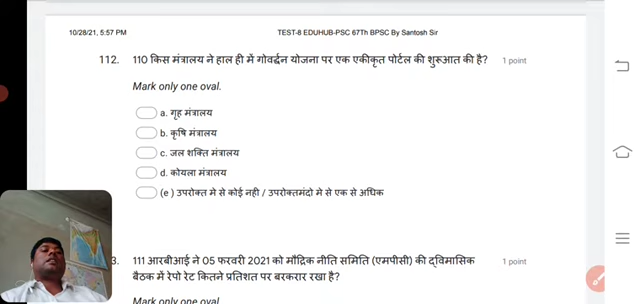 10/28/21, 5:57 PM
TEST-8 EDUHUB-PSC 67Th BPSC By Santosh Sir
112. 110 किस मंत्रालय ने हाल ही में गोवर्द्धन योजना पर एक एकीकृत पोर्टल की शुरूआत की है? 1 point
Mark only one oval.
a. गृह मंत्रालय
b. कृषि मंत्रालय
c. जल शक्ति मंत्रालय
d. कोयला मंत्रालय
(e ) उपरोक्त मे से कोई नही / उपरोक्तमंदो मे से एक से अधिक
3. 111 आरबीआई ने 05 फरवरी 2021 को मौद्रिक नीति समिति (एमपीसी) की द्विमासिक 1 point
बैठक में रेपो रेट कितने प्रतिशत पर बरकरार रखा है?
Mark only one oval.